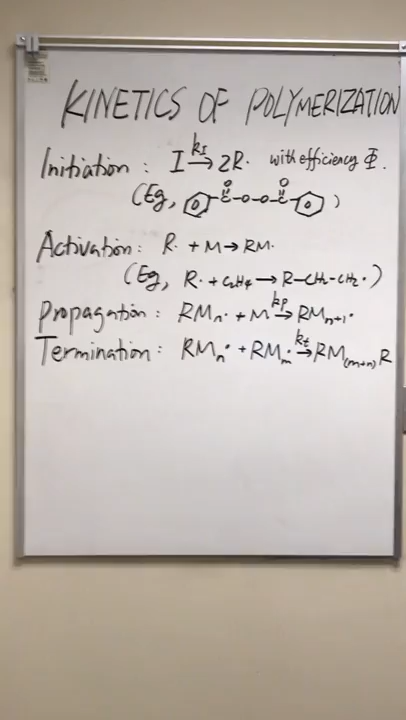 KINETICS OF POLYMERIZATION
Initiation : I →kI 2R· with efficiency Φ.
(Eg, C-O-O-C )
O O
Activation: R· + M → RM·
(Eg, R· + C2H4 → R-CH2-CH2·)
Propagation : RMn· + M →kp RMn+1·
Termination: RMn· + RMm· →kt RM(m+n)R